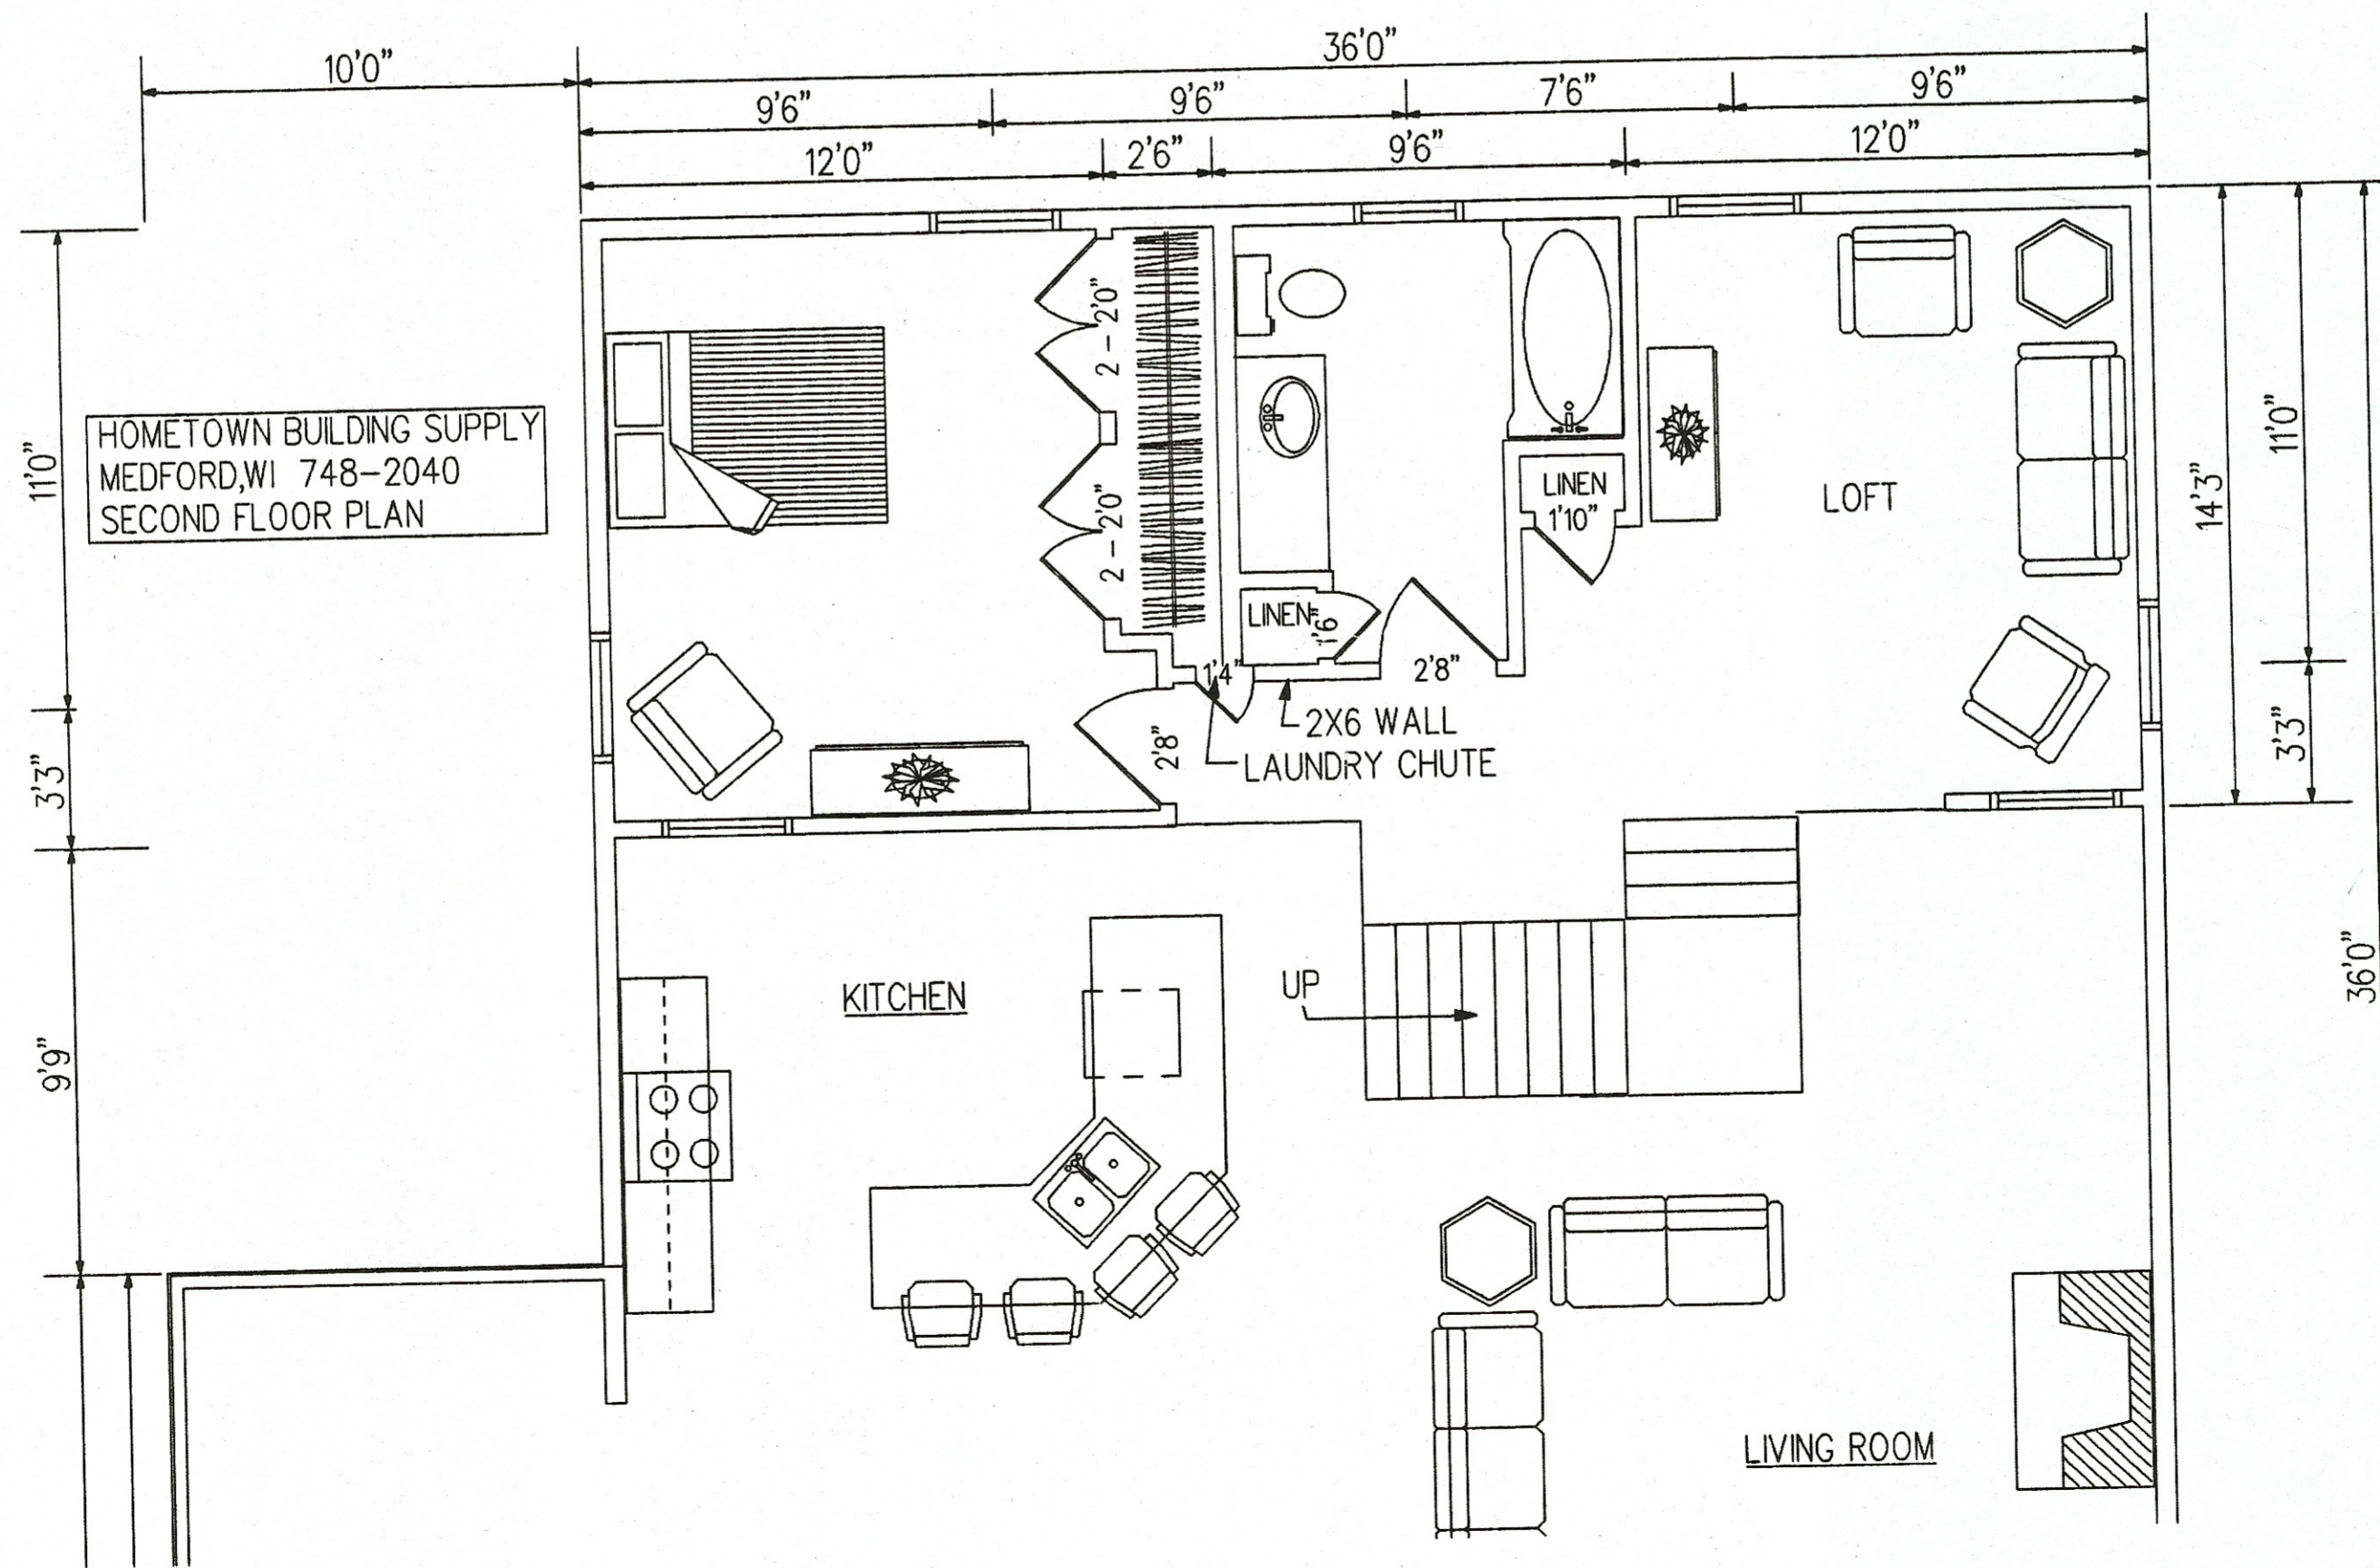 36'0"
10'0"
9'6"
9'6"
7'6"
9'6"
12'0"
2'6"
9'6"
12'0"
HOMETOWN BUILDING SUPPLY
MEDFORD,WI 748-2040
SECOND FLOOR PLAN
11'0"
3'3"
9'9"
2-2'0"
2-2'0"
LINEN
1'10"
LINEN
1'6"
1'4"
2'8"
2X6 WALL
LAUNDRY CHUTE
2'8"
LOFT
14'3"
11'0"
3'3"
36'0"
KITCHEN
UP
LIVING ROOM